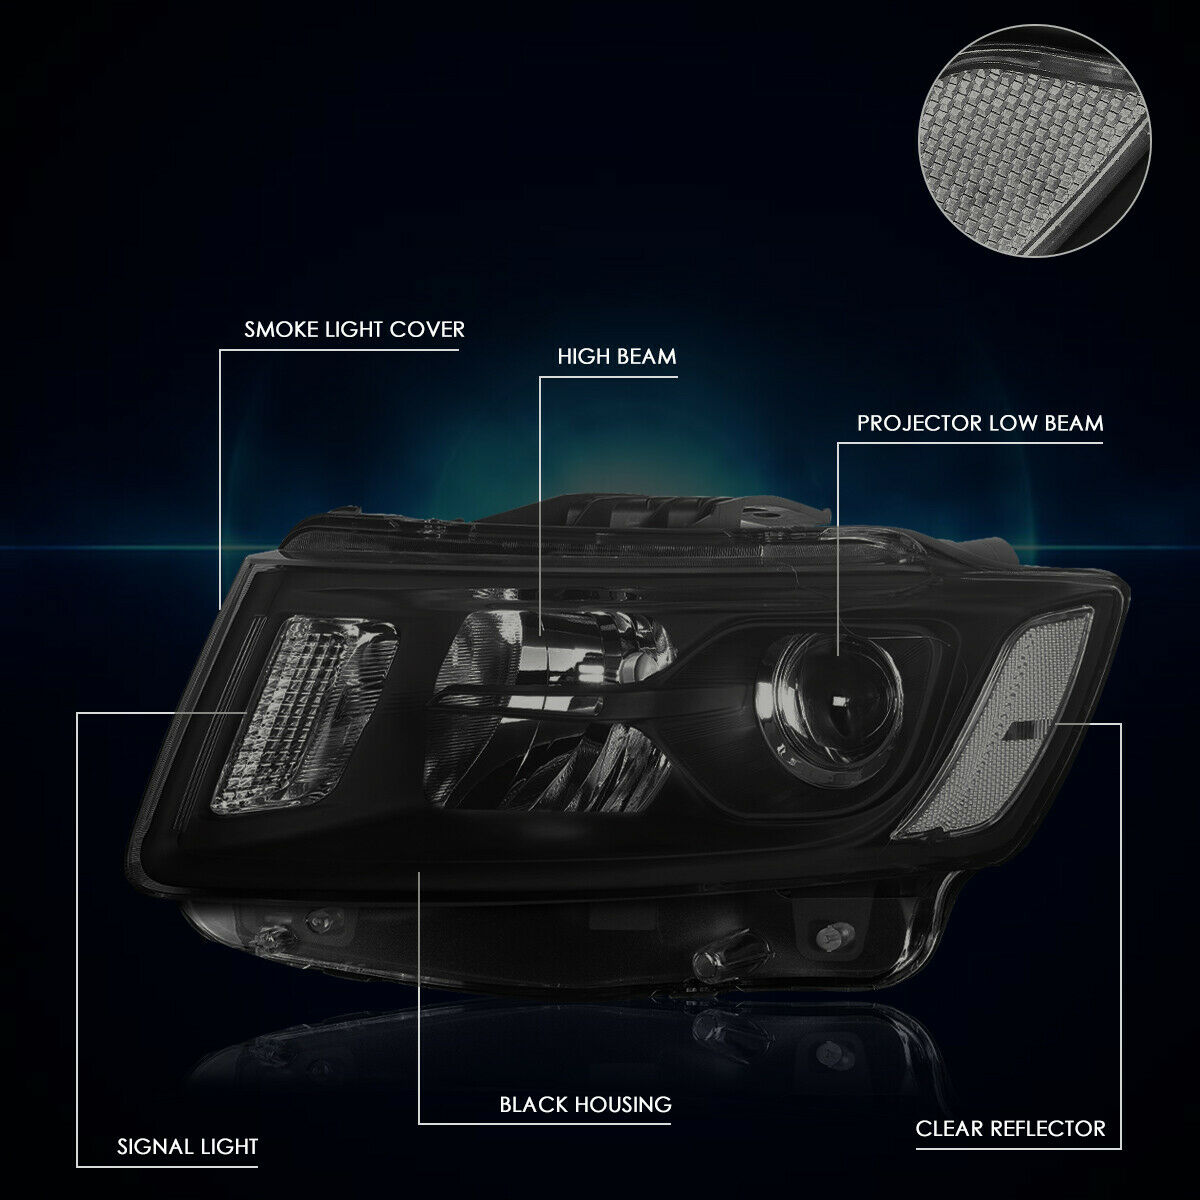 SMOKE LIGHT COVER
HIGH BEAM
PROJECTOR LOW BEAM
BLACK HOUSING
CLEAR REFLECTOR
SIGNAL LIGHT